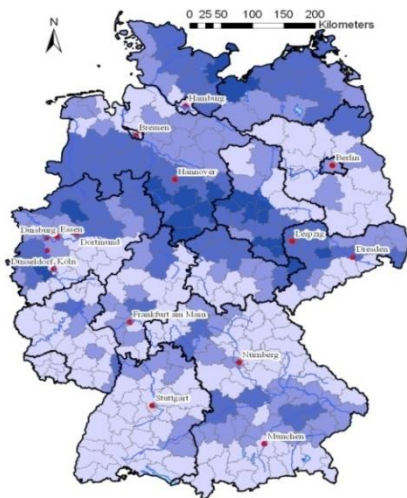 N
0 25 50 100 150 200
Kilometers
Hamburg
Bremen
Berlin
Hannover
Duisburg Essen
Leipzig
Dortmund
Dresden
Düsseldorf Köln
Frankfurt am Main
Nürnberg
Stuttgart
München